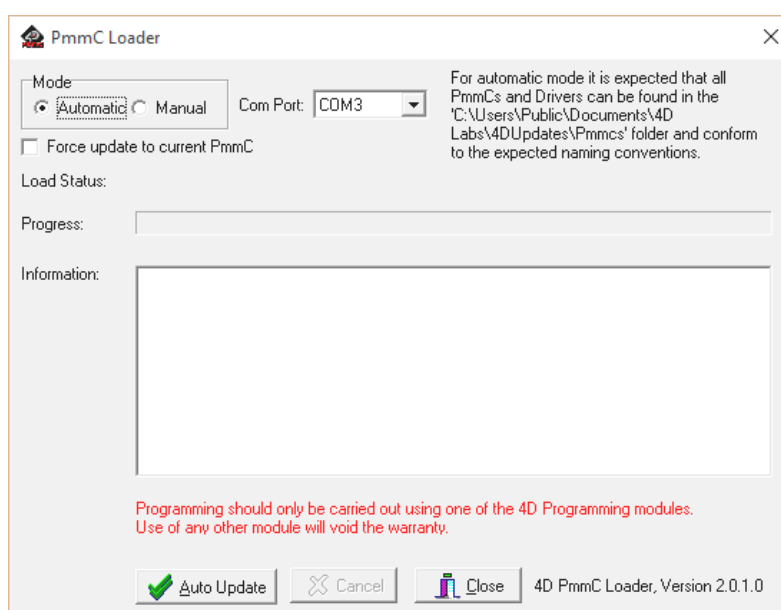 PmmC Loader
Mode
Automatic
Manual
Com Port:
COM3
For automatic mode it is expected that all
PmmCs and Drivers can be found in the
'C:\Users\Public\Documents\4D
Labs\4DUpdates\Pmmcs' folder and conform
to the expected naming conventions.
Force update to current PmmC
Load Status:
Progress:
Information:
Programming should only be carried out using one of the 4D Programming modules.
Use of any other module will void the warranty.
Auto Update
Cancel
Close
4D PmmC Loader, Version 2.0.1.0